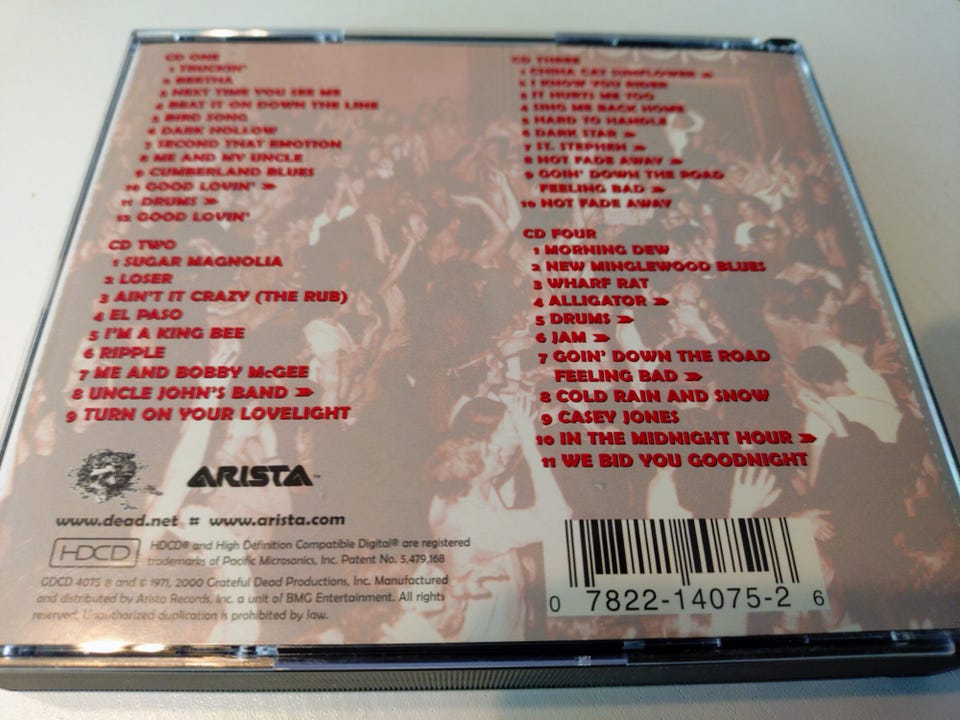 CD ONE
1 TRUCKIN'
2 BERTHA
3 NEXT TIME YOU SEE ME
4 BEAT IT ON DOWN THE LINE
5 BIRD SONG
6 DARK HOLLOW
7 SECOND THAT EMOTION
8 ME AND MY UNCLE
9 CUMBERLAND BLUES
10 GOOD LOVIN' »
11 DRUMS »
12 GOOD LOVIN'
CD TWO
1 SUGAR MAGNOLIA
2 LOSER
3 AIN'T IT CRAZY (THE RUB)
4 EL PASO
5 I'M A KING BEE
6 RIPPLE
7 ME AND BOBBY McGEE
8 UNCLE JOHN'S BAND »
9 TURN ON YOUR LOVELIGHT
CD THREE
1 CHINA CAT SUNFLOWER »
2 I KNOW YOU RIDER
3 IT HURTS ME TOO
4 SING ME BACK HOME
5 HARD TO HANDLE
6 DARK STAR »
7 ST. STEPHEN »
8 NOT FADE AWAY »
9 GOIN' DOWN THE ROAD
FEELING BAD »
10 NOT FADE AWAY
CD FOUR
1 MORNING DEW
2 NEW MINGLEWOOD BLUES
3 WHARF RAT
4 ALLIGATOR »
5 DRUMS »
6 JAM »
7 GOIN' DOWN THE ROAD
FEELING BAD »
8 COLD RAIN AND SNOW
9 CASEY JONES
10 IN THE MIDNIGHT HOUR »
11 WE BID YOU GOODNIGHT
ARISTA™
www.dead.net # www.arista.com
HDCD
HDCD® and High Definition Compatible Digital® are registered
trademarks of Pacific Microsonics, Inc. Patent No. 5,479,168
GDCD 4075 ℗ and © 1971, 2000 Grateful Dead Productions, Inc. Manufactured
and distributed by Arista Records, Inc. a unit of BMG Entertainment. All rights
reserved. Unauthorized duplication is prohibited by law.
0 7822-14075-2 6